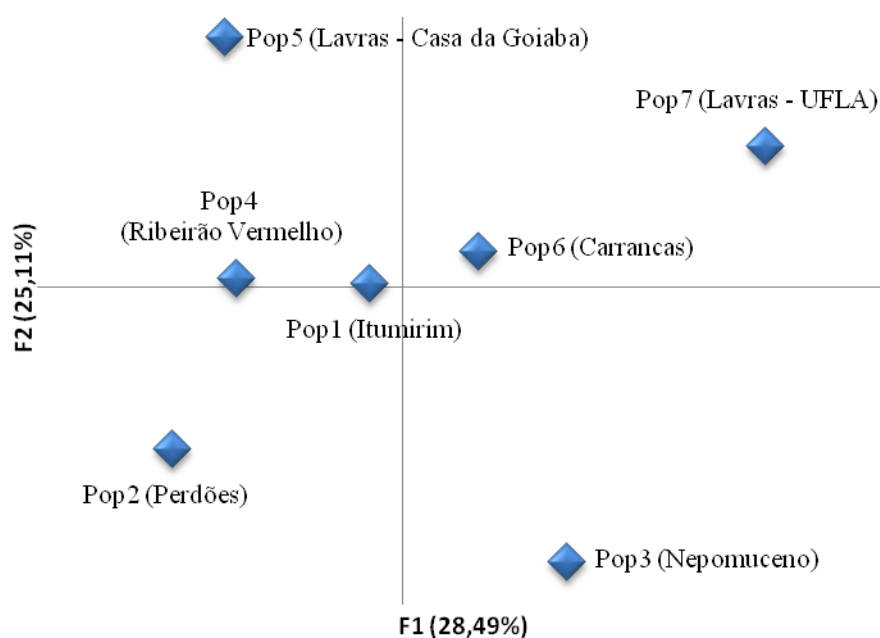 Pop5 (Lavras - Casa da Goiaba)
Pop7 (Lavras - UFLA)
Pop4
(Ribeirão Vermelho)
Pop6 (Carrancas)
Pop1 (Itumirim)
F2 (25,11%)
Pop2 (Perdões)
Pop3 (Nepomuceno)
F1 (28,49%)